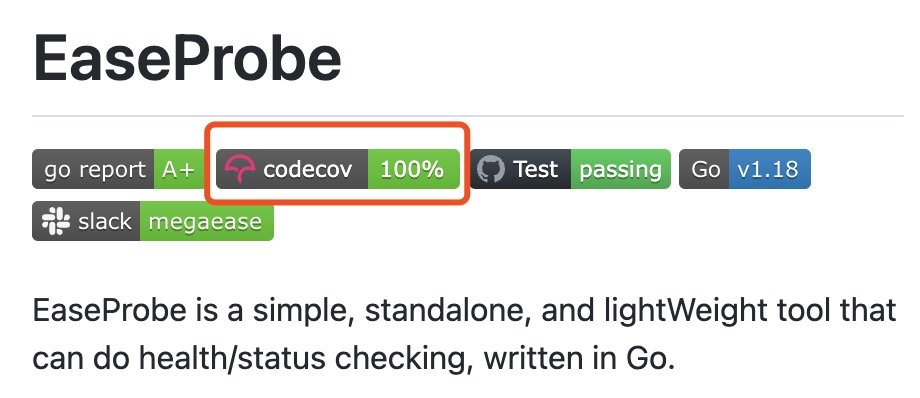 EaseProbe
go report A+ codecov 100% Test passing Go v1.18
slack megaease
EaseProbe is a simple, standalone, and lightWeight tool that
can do health/status checking, written in Go.